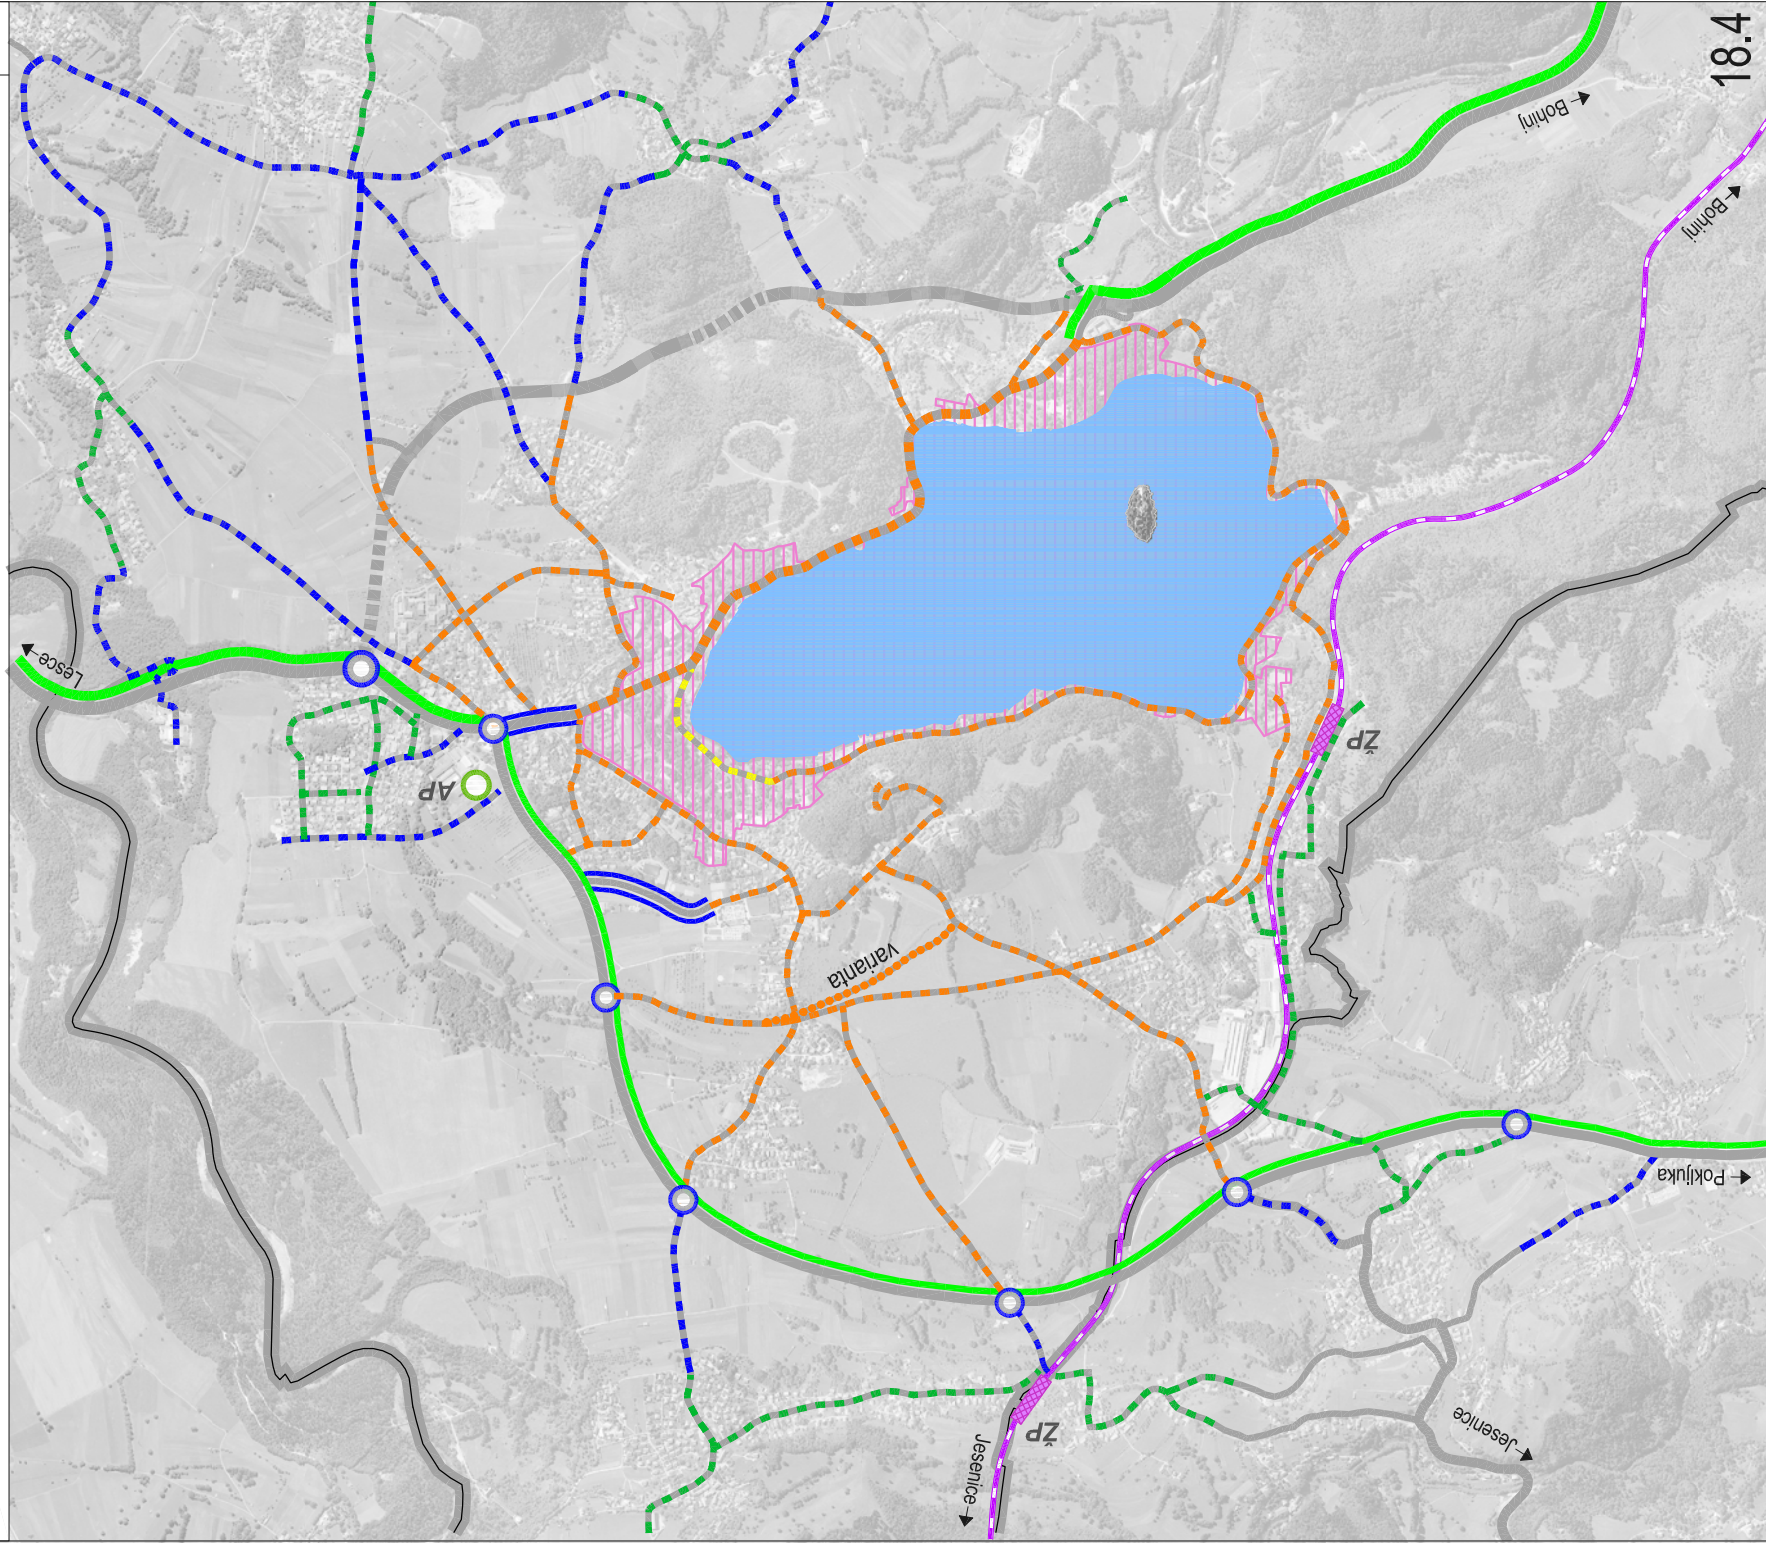 18.4
Bohinj
Bohinj
Lesce
ŽP
AP
varianta
Pokljuka
Jesenice
ŽP
Jesenice